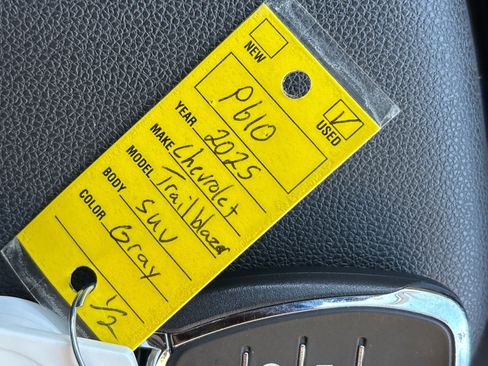 NEW
USED ✓
P610
YEAR 2025
MAKE Chevrolet
MODEL Trailblazer
BODY SUV
COLOR Gray
1/2